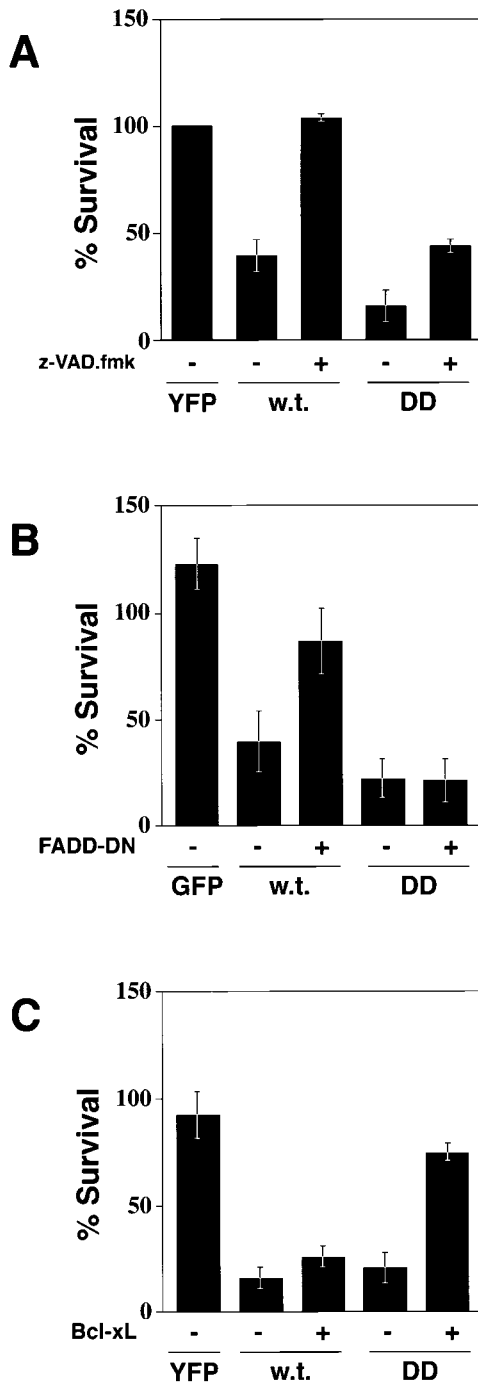 A
150
100
50
0
% Survival
z-VAD.fmk - - + - +
YFP w.t. DD
B
150
100
50
0
% Survival
FADD-DN - - + - +
GFP w.t. DD
C
150
100
50
0
% Survival
Bcl-xL - - + - +
YFP w.t. DD